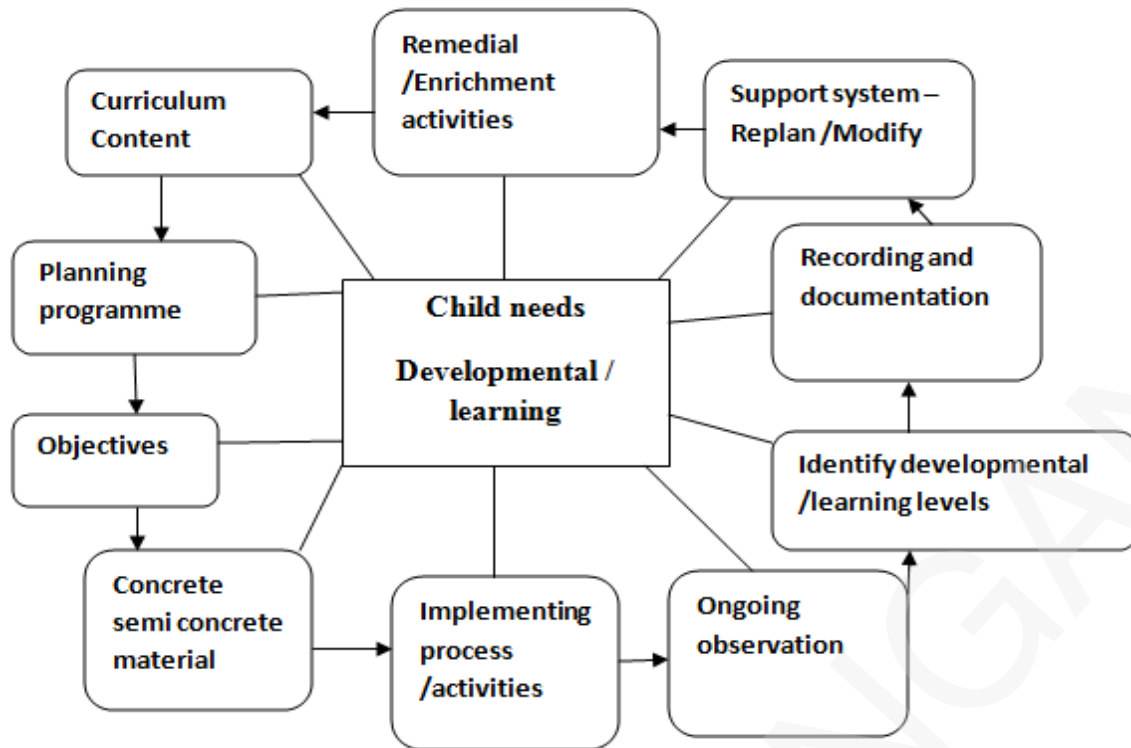 Remedial
/Enrichment
activities
Curriculum
Content
Support system –
Replan /Modify
Planning
programme
Recording and
documentation
Child needs
Developmental /
learning
Objectives
Identify developmental
/learning levels
Concrete
semi concrete
material
Implementing
process
/activities
Ongoing
observation